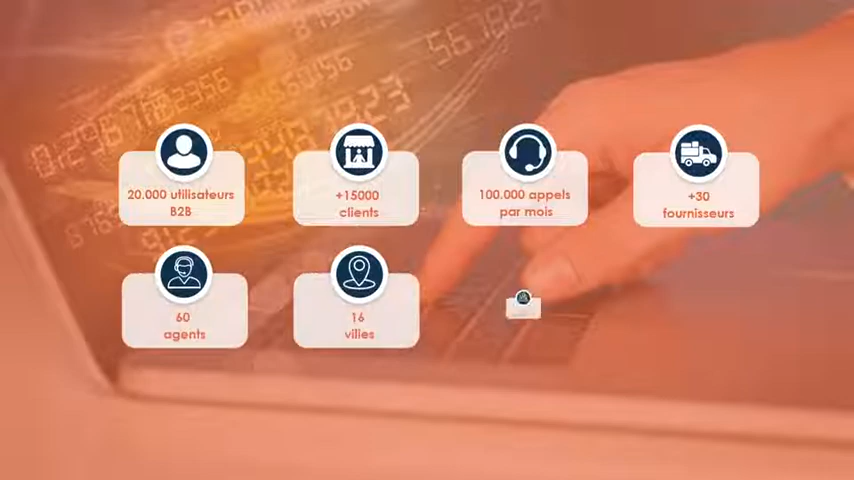 20.000 utilisateurs
B2B
+15000
clients
100.000 appels
par mois
+30
fournisseurs
60
agents
16
villes